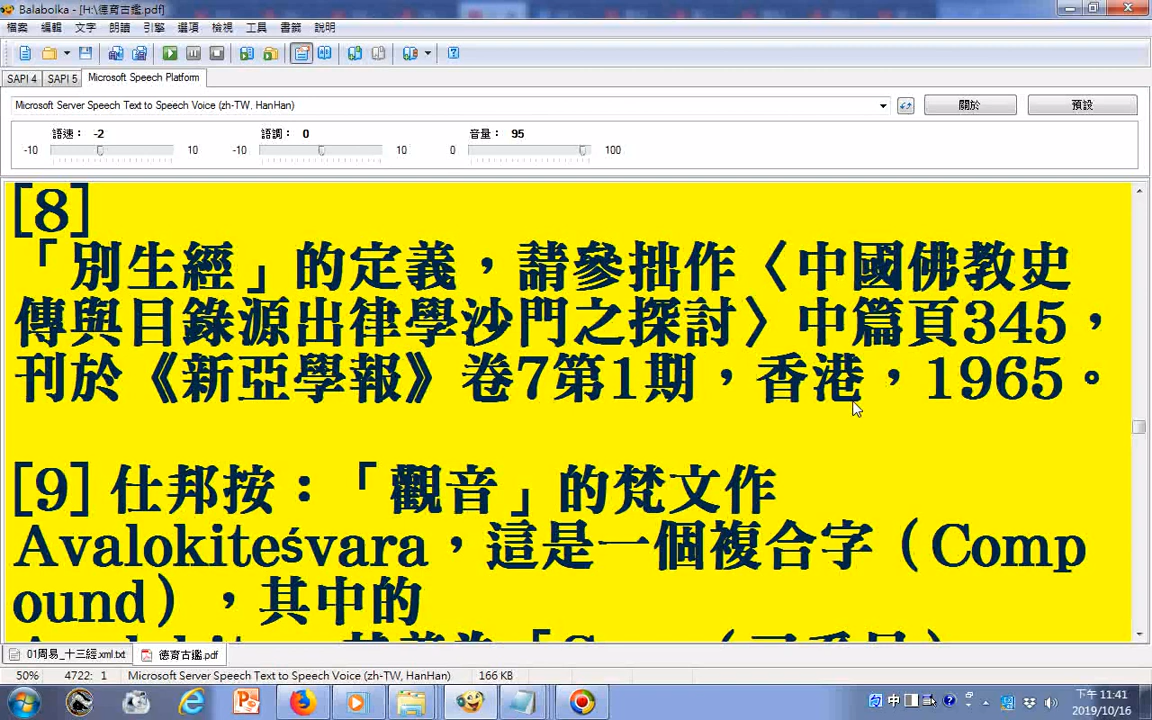 Balabolka - [H:\德育古鑑.pdf]
檔案 編輯 文字 朗讀 引擎 選項 檢視 工具 書籤 說明
SAPI 4 SAPI 5 Microsoft Speech Platform
Microsoft Server Speech Text to Speech Voice (zh-TW, HanHan) 關於 預設
語速： -2 語調： 0 音量： 95
-10 10 -10 10 0 100
[8]
「別生經」的定義，請參拙作〈中國佛教史
傳與目錄源出律學沙門之探討〉中篇頁345，
刊於《新亞學報》卷7第1期，香港，1965。
[9] 仕邦按：「觀音」的梵文作
Avalokiteśvara，這是一個複合字（Comp
ound），其中的
01周易_十三經.xml.txt 德育古鑑.pdf
50% 4722: 1 Microsoft Server Speech Text to Speech Voice (zh-TW, HanHan) 166 KB
中 下午 11:41
2019/10/16